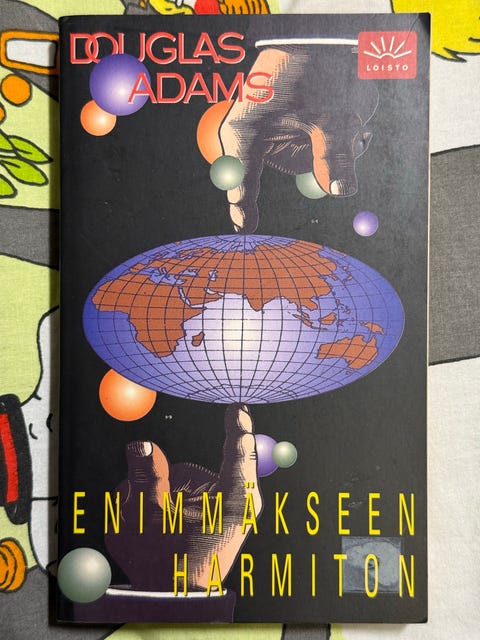 DOUGLAS
ADAMS
LOISTO
ENIMMÄKSEEN
HARMITON